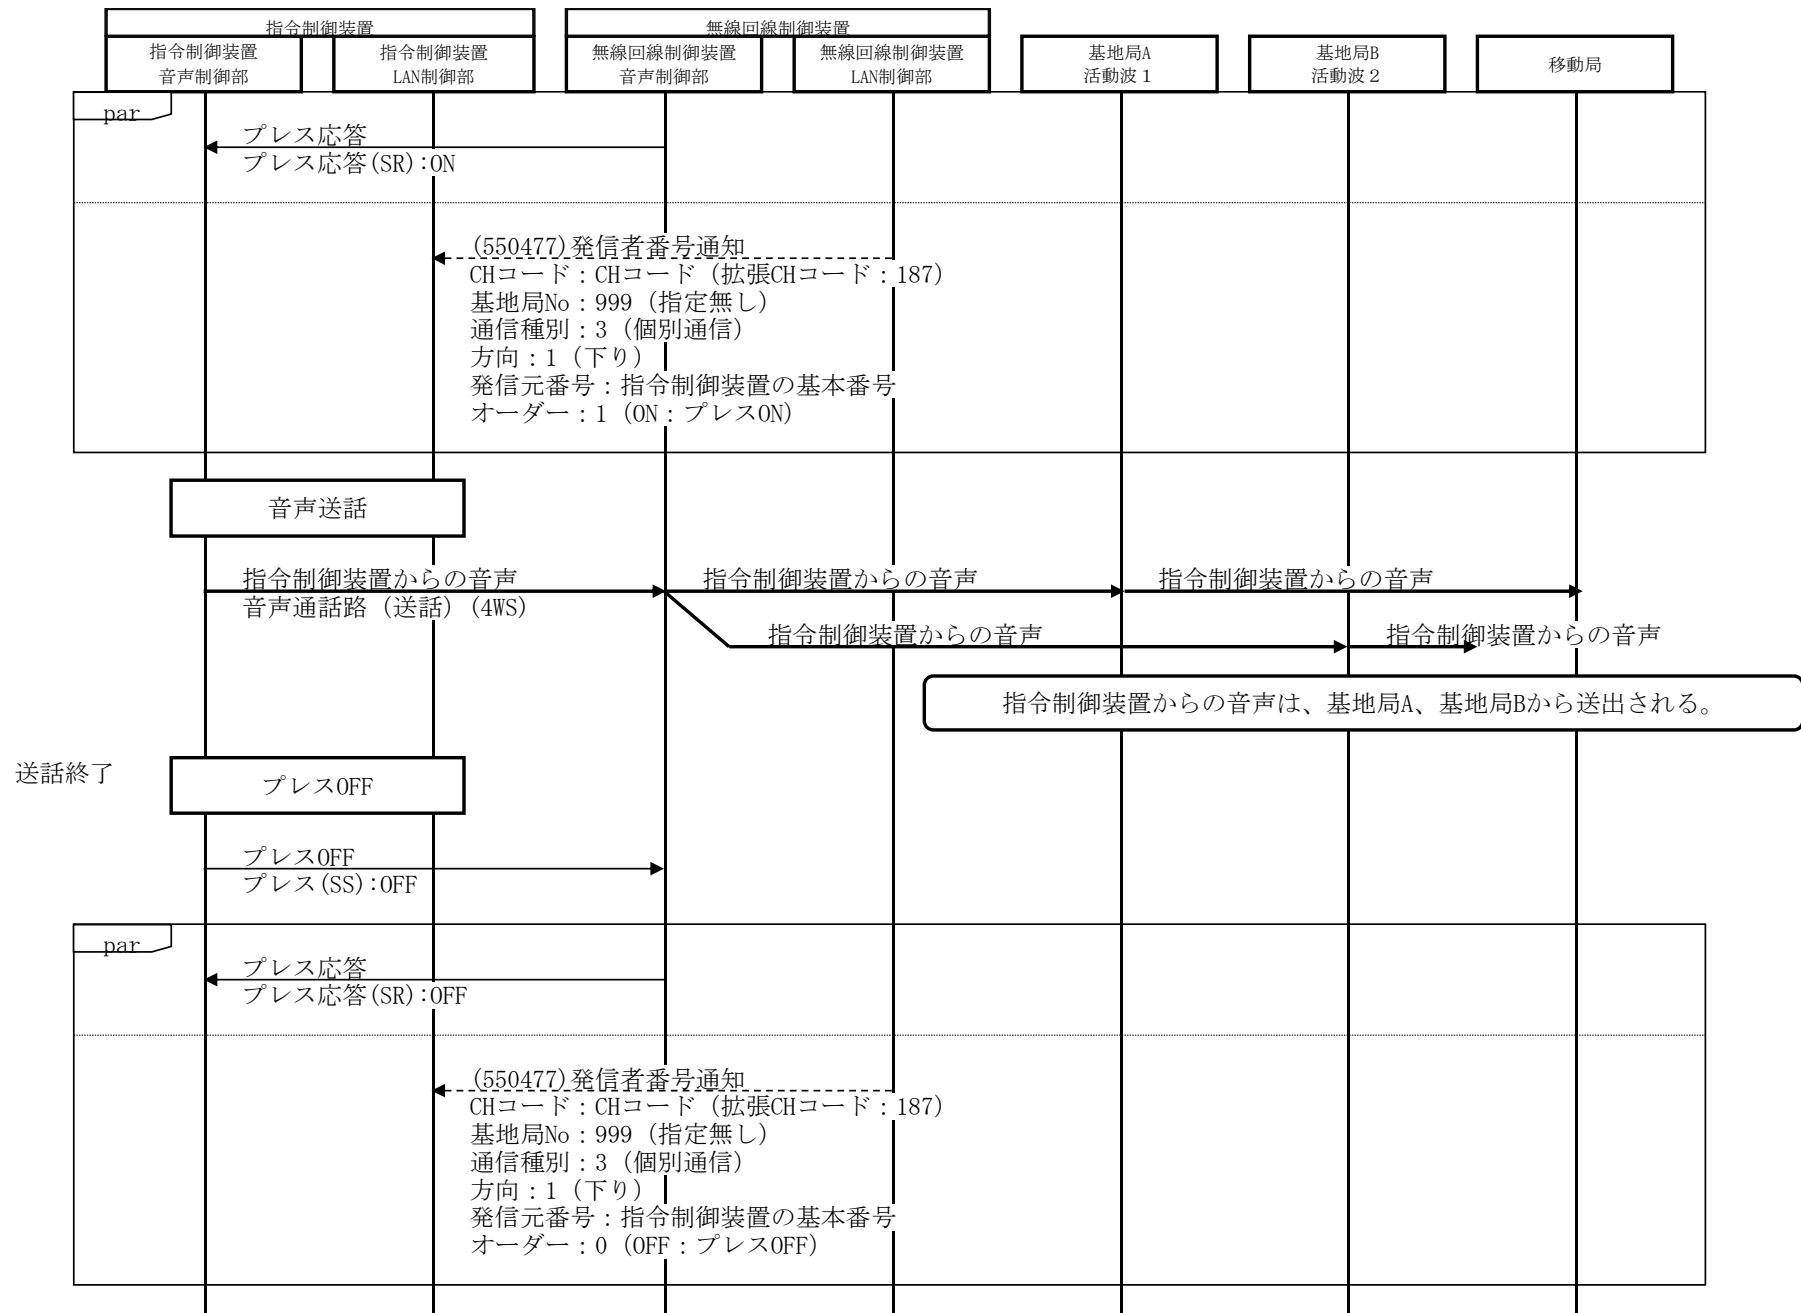 指令制御装置
無線回線制御装置
指令制御装置
音声制御部
指令制御装置
LAN制御部
無線回線制御装置
音声制御部
無線回線制御装置
LAN制御部
基地局A
活動波1
基地局B
活動波2
移動局
par
プレス応答
プレス応答(SR):ON
(550477)発信者番号通知
CHコード：CHコード（拡張CHコード：187）
基地局No：999（指定無し）
通信種別：3（個別通信）
方向：1（下り）
発信元番号：指令制御装置の基本番号
オーダー：1（ON：プレスON）
音声送話
指令制御装置からの音声
音声通話路（送話）(4WS)
指令制御装置からの音声
指令制御装置からの音声
指令制御装置からの音声
指令制御装置からの音声
指令制御装置からの音声は、基地局A、基地局Bから送出される。
送話終了
プレスOFF
プレスOFF
プレス(SS):OFF
par
プレス応答
プレス応答(SR):OFF
(550477)発信者番号通知
CHコード：CHコード（拡張CHコード：187）
基地局No：999（指定無し）
通信種別：3（個別通信）
方向：1（下り）
発信元番号：指令制御装置の基本番号
オーダー：0（OFF：プレスOFF）